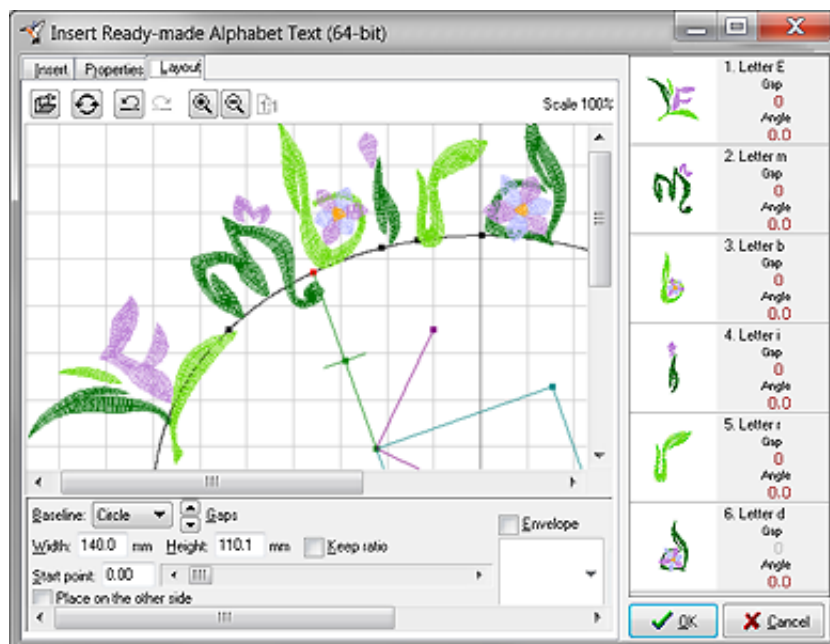 Insert Ready-made Alphabet Text (64-bit)
Insert Properties Layout
1:1 Scale 100%
Baseline: Circle Gaps
Width: 140.0 mm Height: 110.1 mm Keep ratio
Start point: 0.00
Place on the other side
Envelope
1. Letter E
Gap
0
Angle
0.0
2. Letter m
Gap
0
Angle
0.0
3. Letter b
Gap
0
Angle
0.0
4. Letter i
Gap
0
Angle
0.0
5. Letter r
Gap
0
Angle
0.0
6. Letter d
Gap
0
Angle
0.0
OK Cancel